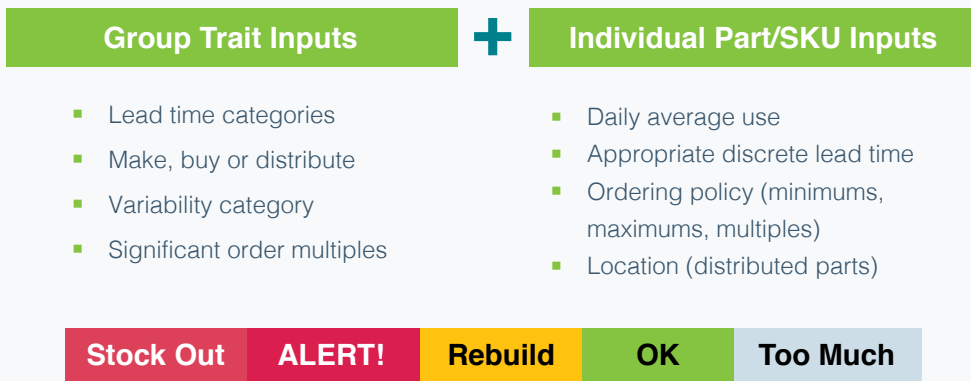 Group Trait Inputs
+
Individual Part/SKU Inputs
▪ Lead time categories
▪ Make, buy or distribute
▪ Variability category
▪ Significant order multiples
▪ Daily average use
▪ Appropriate discrete lead time
▪ Ordering policy (minimums,
maximums, multiples)
▪ Location (distributed parts)
Stock Out
ALERT!
Rebuild
OK
Too Much